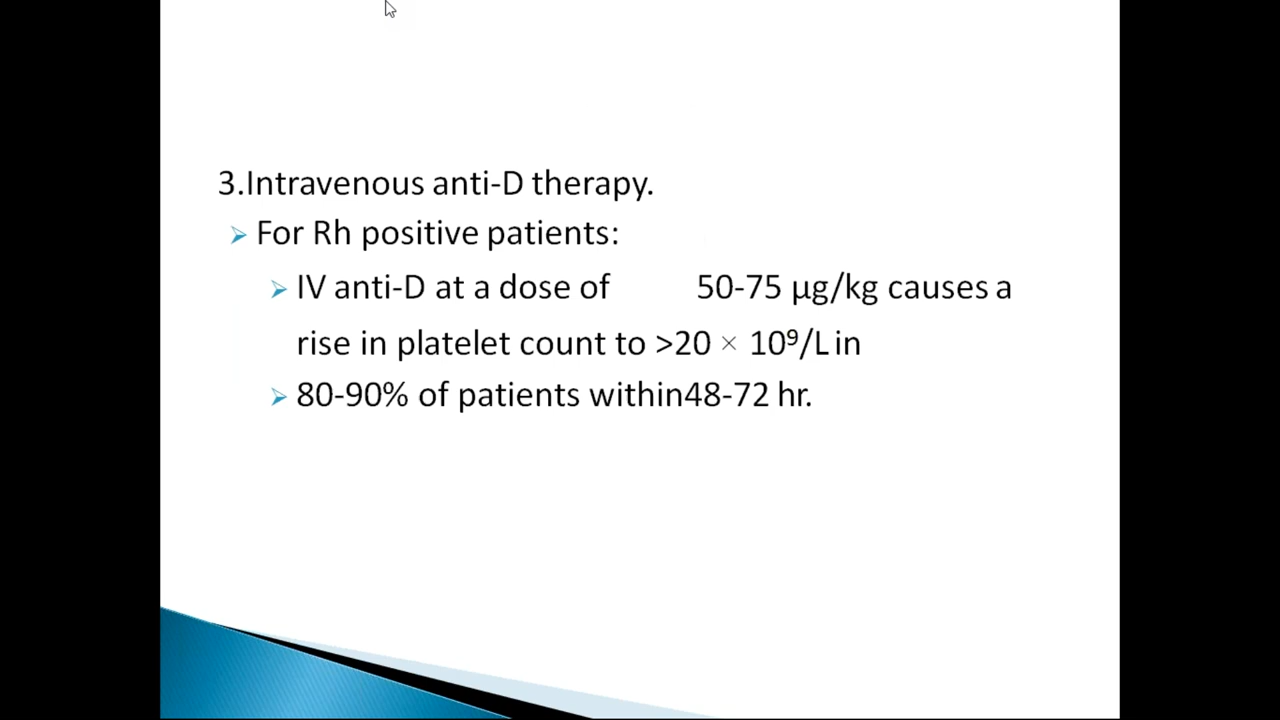 3.Intravenous anti-D therapy.
➢ For Rh positive patients:
➢ IV anti-D at a dose of 50-75 μg/kg causes a
rise in platelet count to >20 × 10⁹/L in
➢ 80-90% of patients within48-72 hr.